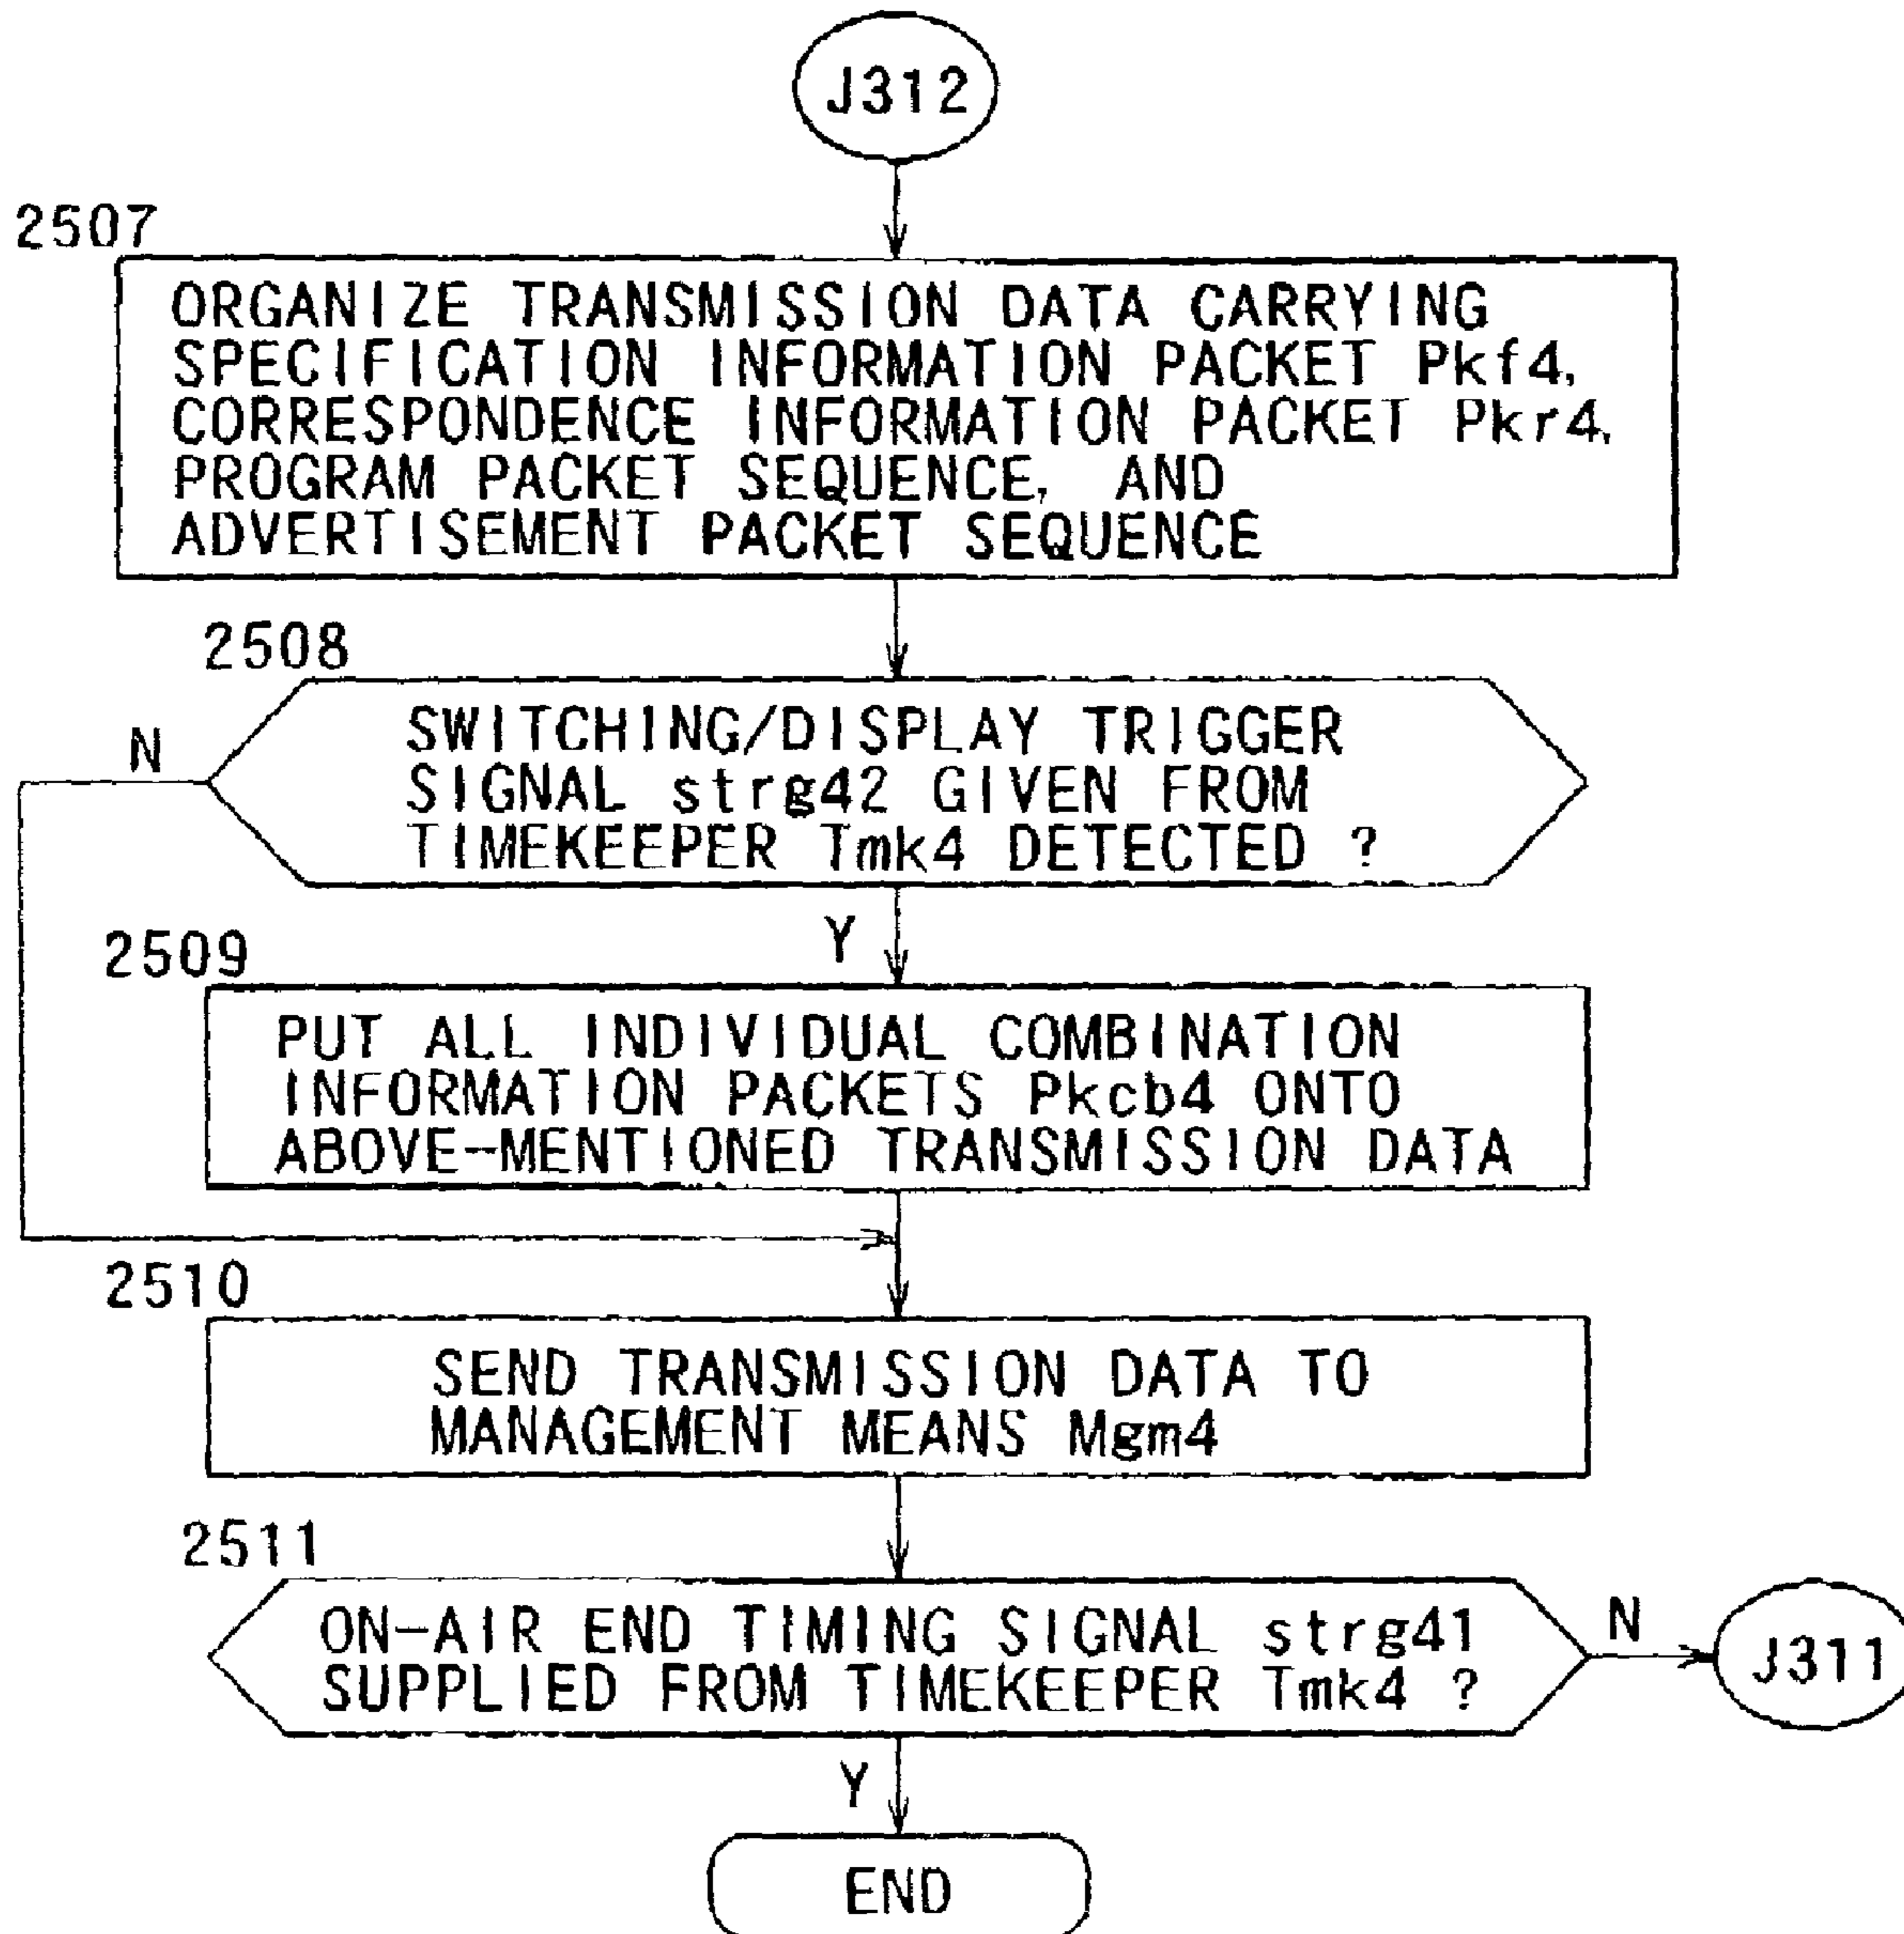 J312
2507
ORGANIZE TRANSMISSION DATA CARRYING
SPECIFICATION INFORMATION PACKET Pkf4,
CORRESPONDENCE INFORMATION PACKET Pkr4,
PROGRAM PACKET SEQUENCE, AND
ADVERTISEMENT PACKET SEQUENCE
2508
N
SWITCHING/DISPLAY TRIGGER
SIGNAL strg42 GIVEN FROM
TIMEKEEPER Tmk4 DETECTED ?
Y
2509
PUT ALL INDIVIDUAL COMBINATION
INFORMATION PACKETS Pkcb4 ONTO
ABOVE-MENTIONED TRANSMISSION DATA
2510
SEND TRANSMISSION DATA TO
MANAGEMENT MEANS Mgm4
2511
ON-AIR END TIMING SIGNAL strg41
SUPPLIED FROM TIMEKEEPER Tmk4 ?
N
J311
Y
END